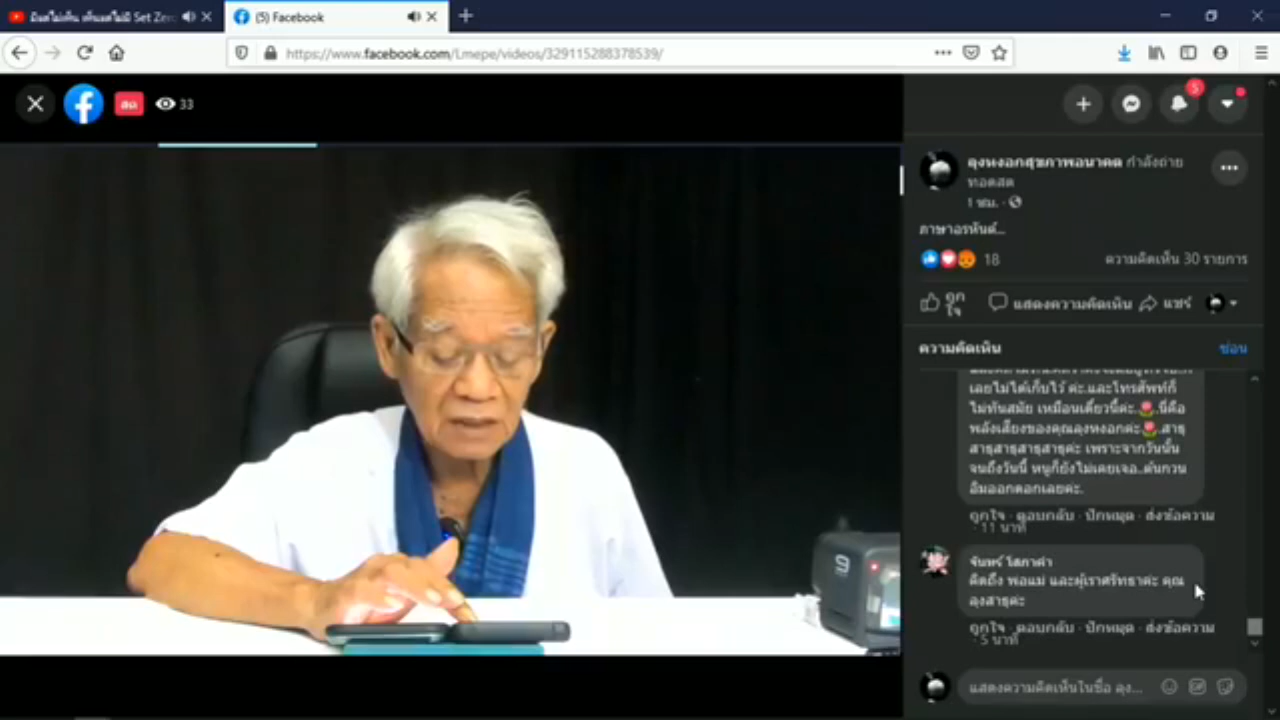 มีแต่ไม่เห็น เห็นแต่ไม่มี Set Zer
(5) Facebook
https://www.facebook.com/Lmepe/videos/329115288378539/
สด
33
5
ลุงหงอกสุขภาพอนาคต กำลังถ่าย
ทอดสด
1 ชม.
ภาษาอรหันต์...
18
ความคิดเห็น 30 รายการ
ถูก
ใจ
แสดงความคิดเห็น
แชร์
ความคิดเห็น
ซ่อน
เลยไม่ได้เก็บไว้ ค่ะ.และโทรศัพท์ก็
ไม่ทันสมัย เหมือนเดี๋ยวนี้ค่ะ..นี่คือ
พลังเสียงของคุณลุงหงอกค่ะ.สาธุ
สาธุสาธุสาธุสาธุค่ะ เพราะจากวันนั้น
จนถึงวันนี้ หนูก็ยังไม่เคยเจอ..ต้นกวน
อิมออกดอกเลยค่ะ.
ถูกใจ · ตอบกลับ · ปักหมุด · ส่งข้อความ
· 11 นาที
จันทร์ โสภาคำ
คิดถึง พ่อแม่ และผู้เราศรัทธาค่ะ คุณ
ลุงสาธุค่ะ
ถูกใจ · ตอบกลับ · ปักหมุด · ส่งข้อความ
· 5 นาที
แสดงความคิดเห็นในชื่อ ลุง...
9